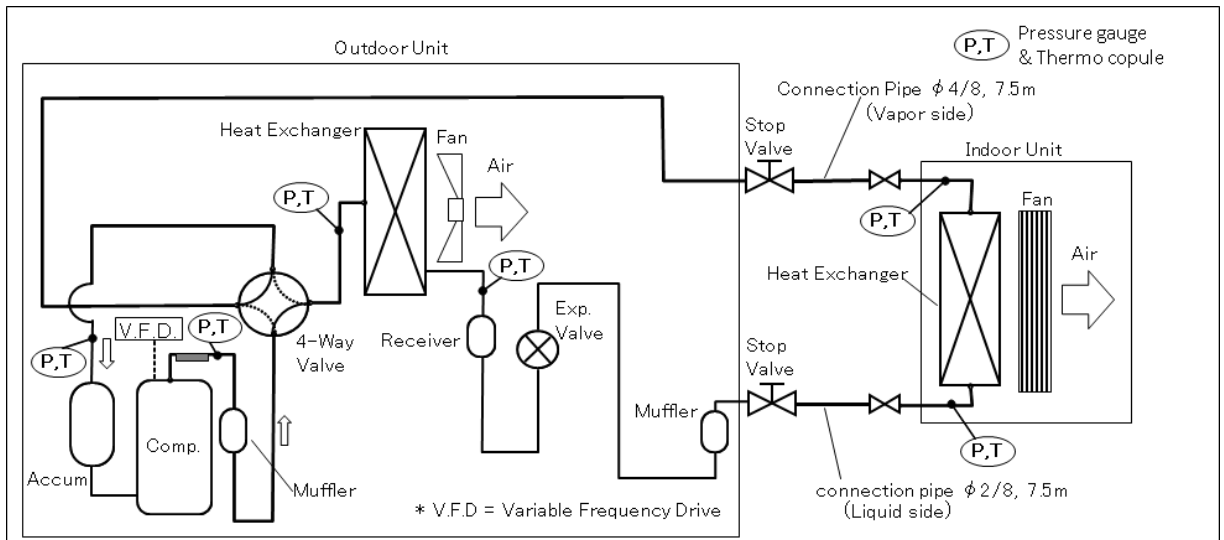 Outdoor Unit
P,T
Pressure gauge
& Thermo copule
Connection Pipe φ4/8, 7.5m
(Vapor side)
Heat Exchanger
Fan
Air
Stop
Valve
Indoor Unit
P,T
P,T
Fan
P,T
Air
Heat Exchanger
Exp.
Valve
V.F.D.
P,T
4-Way
Valve
Receiver
P,T
Stop
Valve
Muffler
P,T
Comp.
Accum
Muffler
connection pipe φ2/8, 7.5m
(Liquid side)
* V.F.D = Variable Frequency Drive